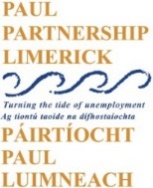 PAUL
PARTNERSHIP
LIMERICK
Turning the tide of unemployment
Ag tiontú taoide na dífhostaíochta
PÁIRTÍOCHT
PAUL
LUIMNEACH